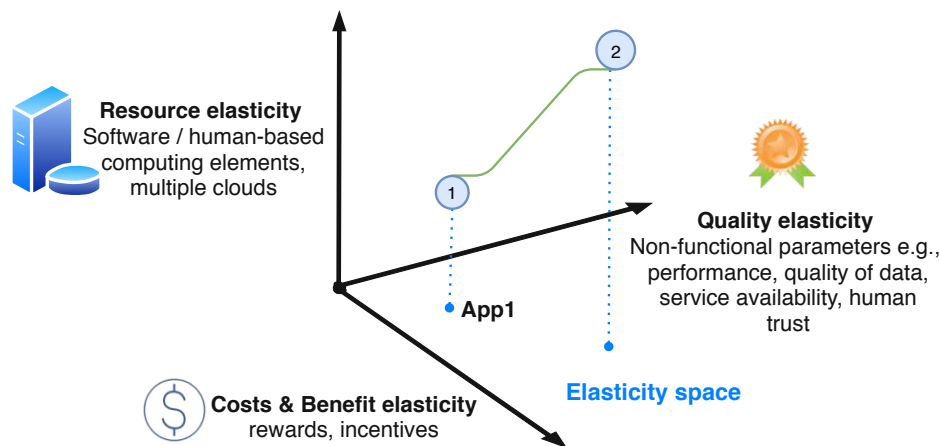 2
Resource elasticity
Software / human-based
computing elements,
multiple clouds
1
Quality elasticity
Non-functional parameters e.g.,
performance, quality of data,
service availability, human
trust
App1
Elasticity space
$
Costs & Benefit elasticity
rewards, incentives